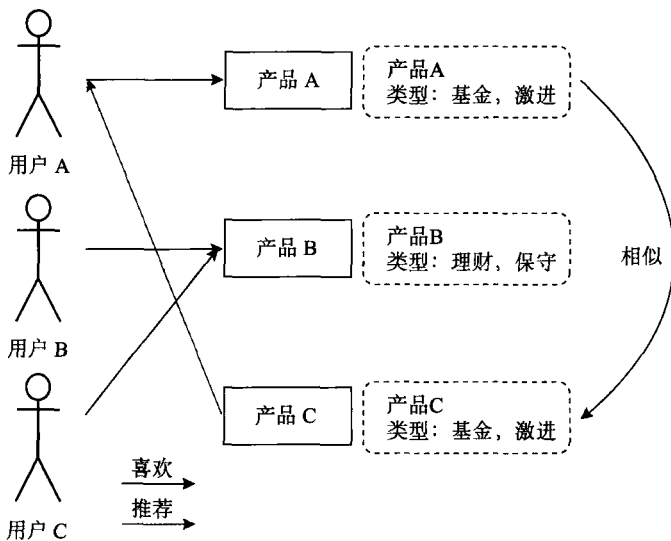 产品 A
产品A
类型：基金，激进
用户 A
产品 B
产品B
类型：理财，保守
相似
用户 B
产品 C
产品C
类型：基金，激进
喜欢
推荐
用户 C